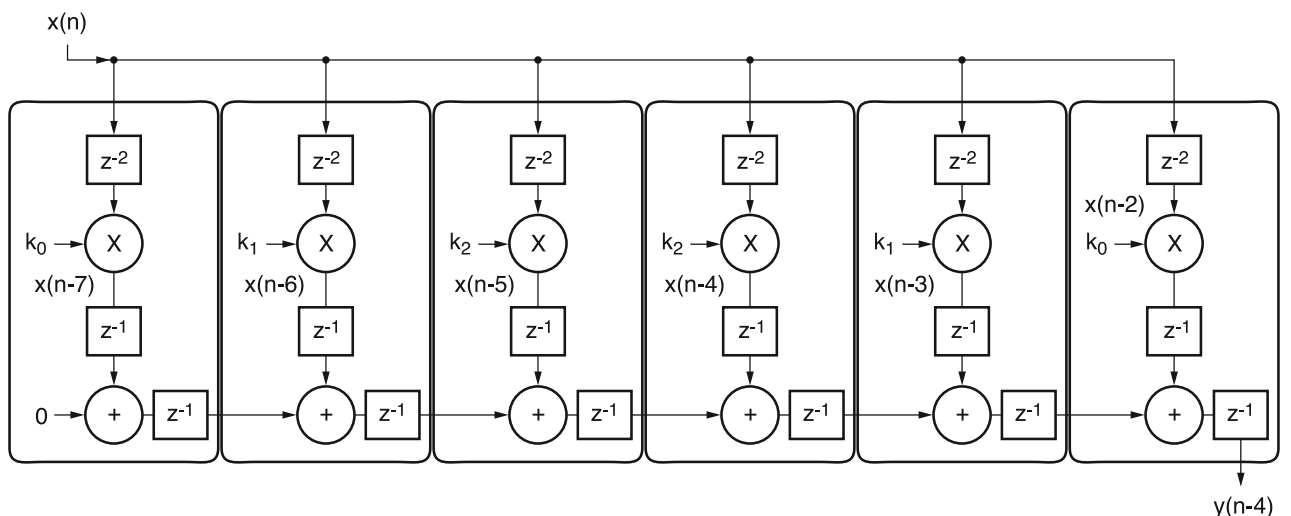 x(n)
z-2 z-2 z-2 z-2 z-2 z-2
x(n-2)
k0 X k1 X k2 X k2 X k1 X k0 X
x(n-7) x(n-6) x(n-5) x(n-4) x(n-3)
z-1 z-1 z-1 z-1 z-1 z-1
0 + z-1 + z-1 + z-1 + z-1 + z-1 + z-1
y(n-4)